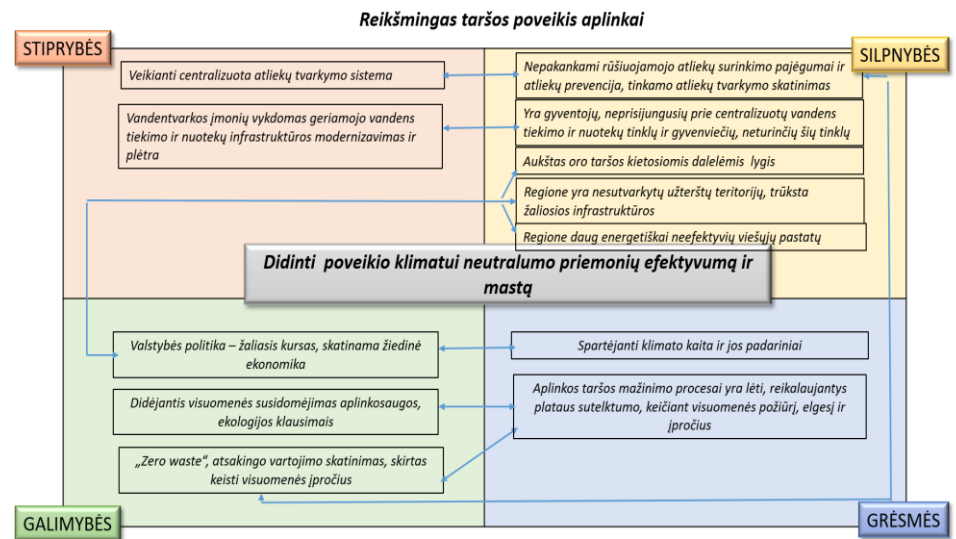 Reikšmingas taršos poveikis aplinkai
STIPRYBĖS
SILPNYBĖS
Veikianti centralizuota atliekų tvarkymo sistema
Vandentvarkos įmonių vykdomas geriamojo vandens
tiekimo ir nuotekų infrastruktūros modernizavimas ir
plėtra
Nepakankami rūšiuojamojo atliekų surinkimo pajėgumai ir
atliekų prevencija, tinkamo atliekų tvarkymo skatinimas
Yra gyventojų, neprisijungusių prie centralizuotų vandens
tiekimo ir nuotekų tinklų ir gyvenviečių, neturinčių šių tinklų
Aukštas oro taršos kietosiomis dalelėmis lygis
Regione yra nesutvarkytų užterštų teritorijų, trūksta
žaliosios infrastruktūros
Regione daug energetiškai neefektyvių viešųjų pastatų
Didinti poveikio klimatui neutralumo priemonių efektyvumą ir
mastą
Valstybės politika – žaliasis kursas, skatinama žiedinė
ekonomika
Didėjantis visuomenės susidomėjimas aplinkosaugos,
ekologijos klausimais
„Zero waste“, atsakingo vartojimo skatinimas, skirtas
keisti visuomenės įpročius
Spartėjanti klimato kaita ir jos padariniai
Aplinkos taršos mažinimo procesai yra lėti, reikalaujantys
plataus sutelktumo, keičiant visuomenės požiūrį, elgesį ir
įpročius
GALIMYBĖS
GRĖSMĖS